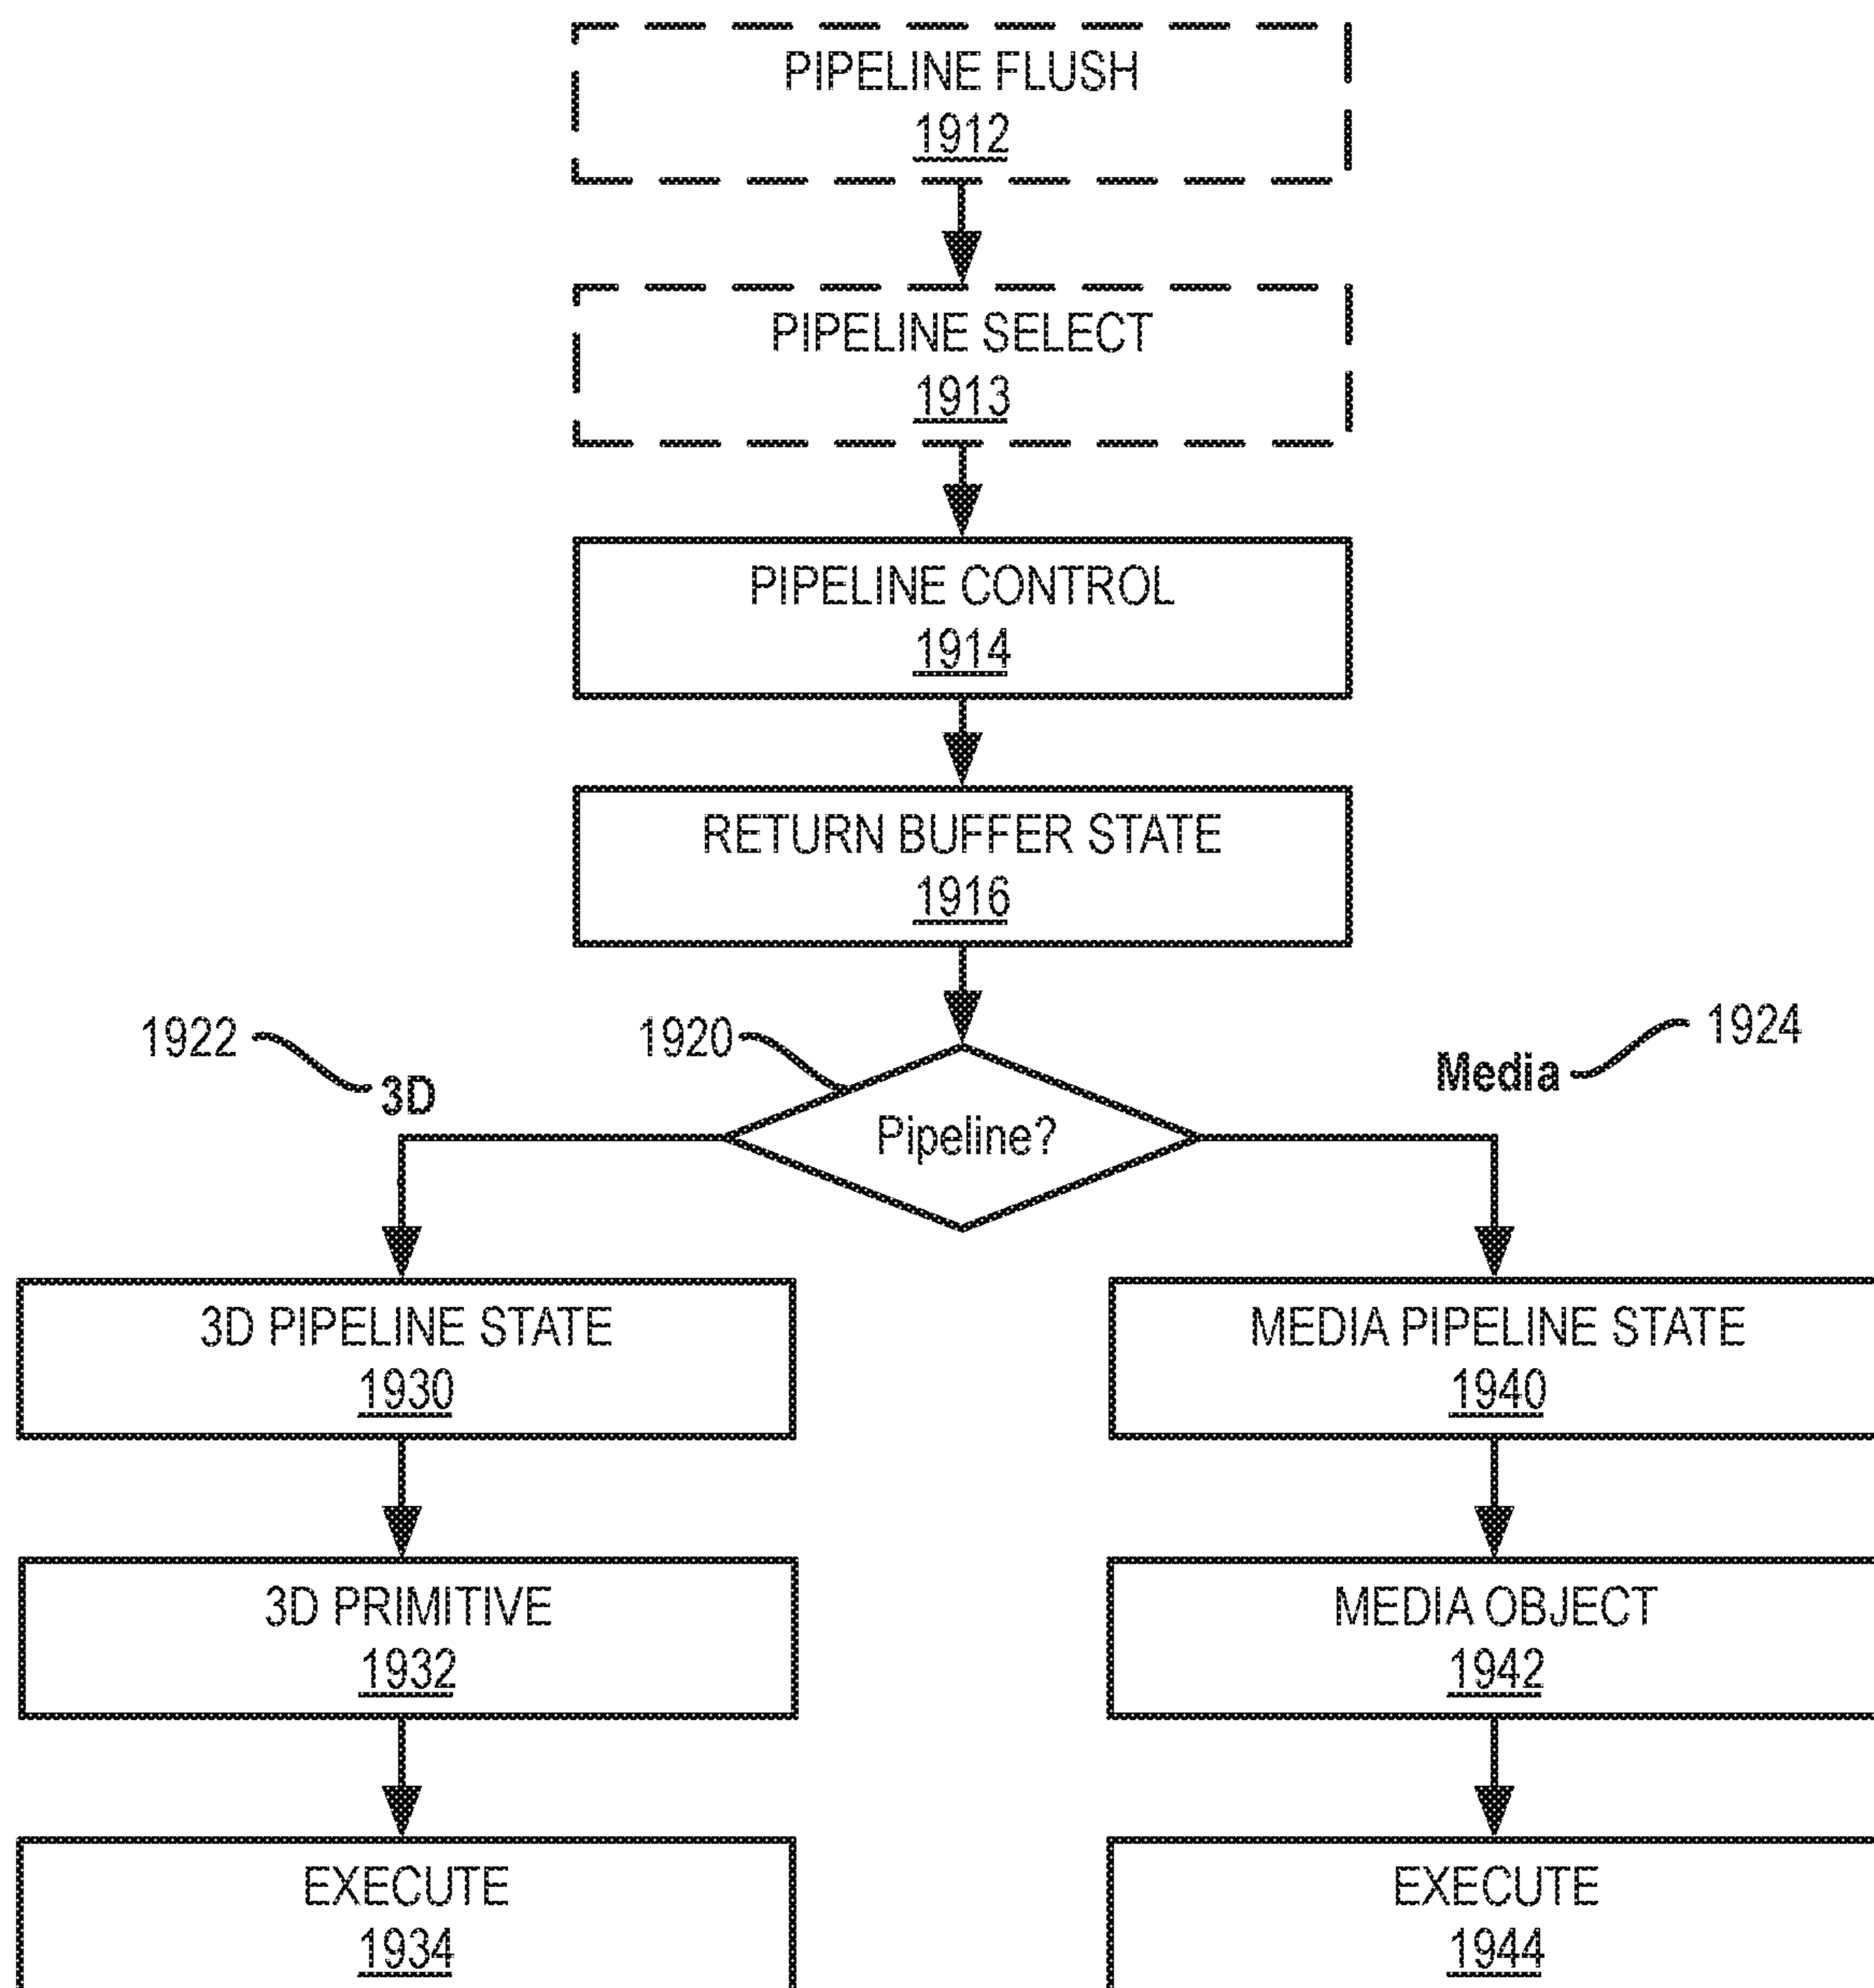 PIPELINE FLUSH
1912
PIPELINE SELECT
1913
PIPELINE CONTROL
1914
RETURN BUFFER STATE
1916
1922
3D
1920
Pipeline?
Media
1924
3D PIPELINE STATE
1930
MEDIA PIPELINE STATE
1940
3D PRIMITIVE
1932
MEDIA OBJECT
1942
EXECUTE
1934
EXECUTE
1944